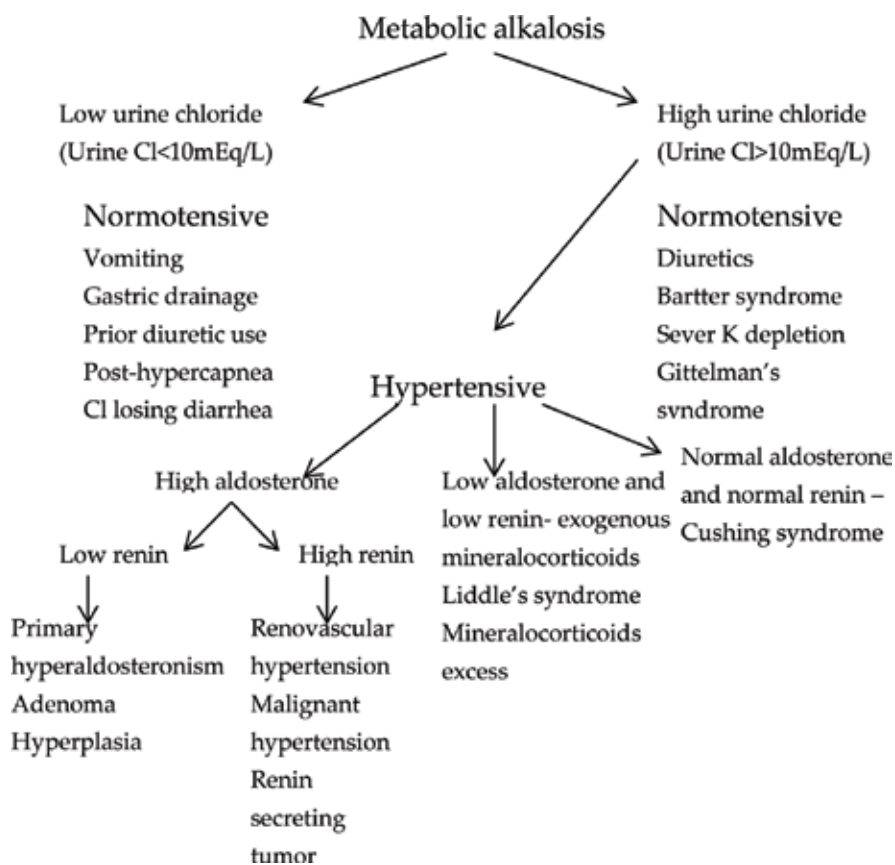 Metabolic alkalosis
Low urine chloride
(Urine Cl<10mEq/L)
High urine chloride
(Urine Cl>10mEq/L)
Normotensive
Vomiting
Gastric drainage
Prior diuretic use
Post-hypercapnea
Cl losing diarrhea
Normotensive
Diuretics
Bartter syndrome
Sever K depletion
Gittelman's
syndrome
Hypertensive
High aldosterone
Low renin
High renin
Primary
hyperaldosteronism
Adenoma
Hyperplasia
Renovascular
hypertension
Malignant
hypertension
Renin
secreting
tumor
Low aldosterone and
low renin- exogenous
mineralocorticoids
Liddle's syndrome
Mineralocorticoids
excess
Normal aldosterone
and normal renin –
Cushing syndrome